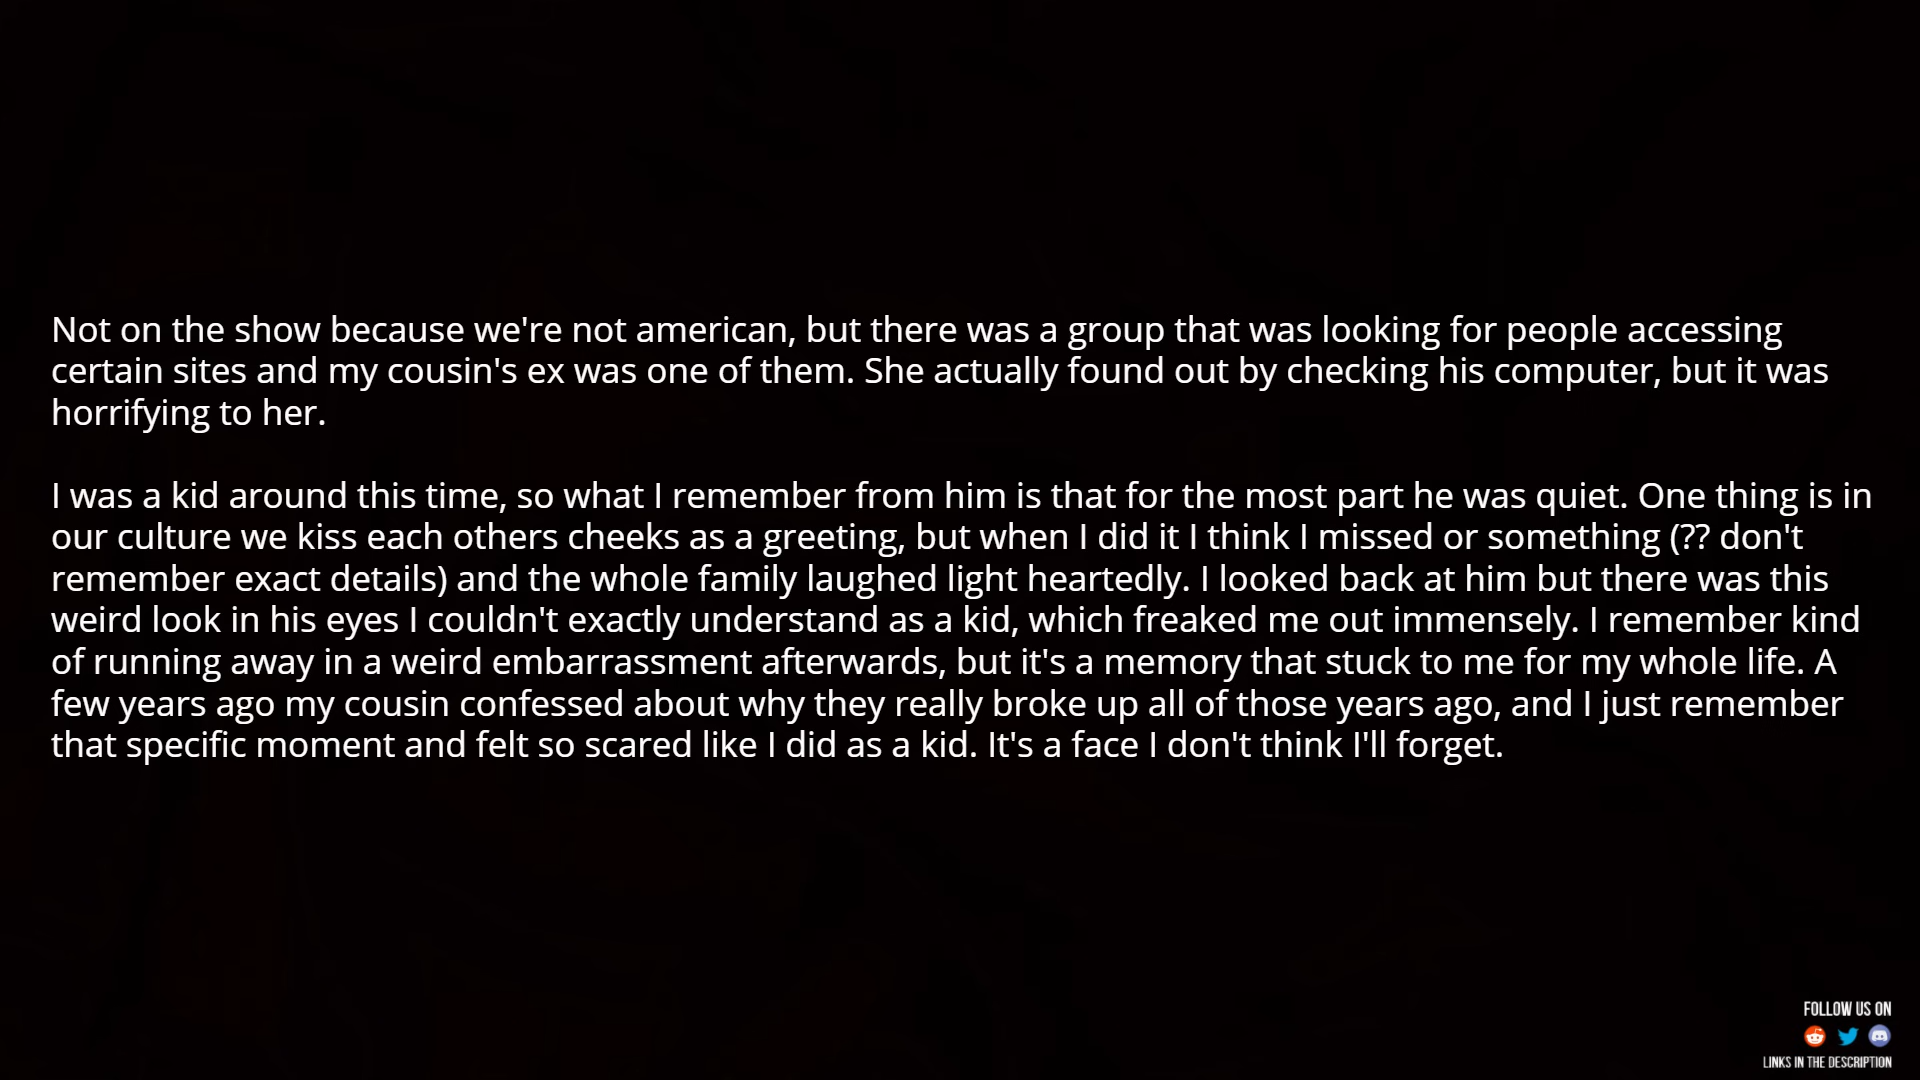 Not on the show because we're not american, but there was a group that was looking for people accessing
certain sites and my cousin's ex was one of them. She actually found out by checking his computer, but it was
horrifying to her.
I was a kid around this time, so what I remember from him is that for the most part he was quiet. One thing is in
our culture we kiss each others cheeks as a greeting, but when I did it I think I missed or something (?? don't
remember exact details) and the whole family laughed light heartedly. I looked back at him but there was this
weird look in his eyes I couldn't exactly understand as a kid, which freaked me out immensely. I remember kind
of running away in a weird embarrassment afterwards, but it's a memory that stuck to me for my whole life. A
few years ago my cousin confessed about why they really broke up all of those years ago, and I just remember
that specific moment and felt so scared like I did as a kid. It's a face I don't think I'll forget.
FOLLOW US ON
LINKS IN THE DESCRIPTION